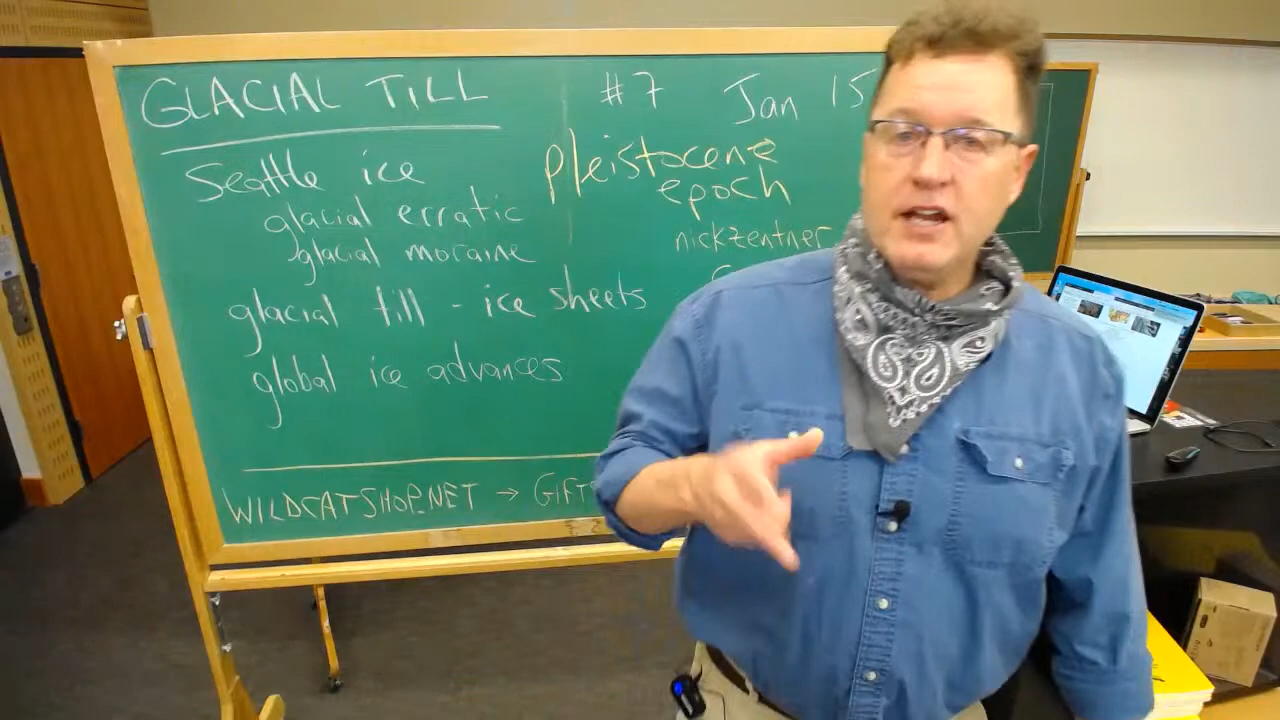 GLACIAL TILL #7 Jan 15
Seattle ice
glacial erratic
glacial moraine
glacial till - ice sheets
global ice advances
pleistocene
epoch
nickzentner
WILDCATSHOP.NET → GIFT